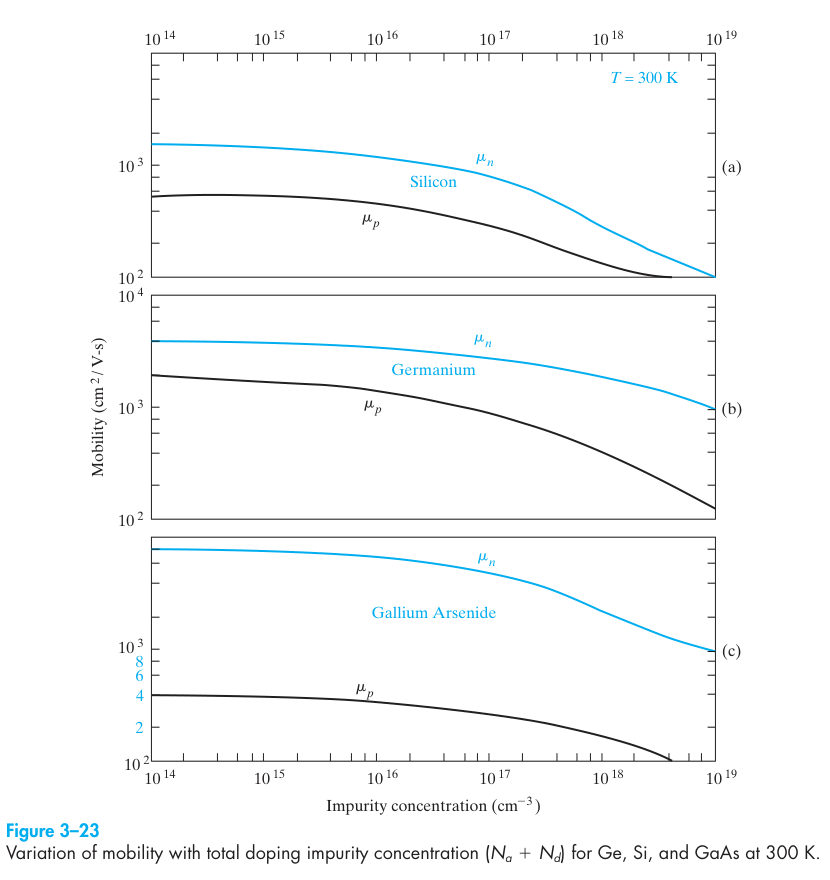 10^14 10^15 10^16 10^17 10^18 10^19
T = 300 K
μn
10^3
(a)
Silicon
μp
10^2
10^4
μn
Germanium
μp
10^3
(b)
Mobility (cm^2/ V-s)
10^2
μn
Gallium Arsenide
10^3
(c)
8
6
μp
4
2
10^2
10^14 10^15 10^16 10^17 10^18 10^19
Impurity concentration (cm^−3)
Figure 3–23
Variation of mobility with total doping impurity concentration (Na + Nd) for Ge, Si, and GaAs at 300 K.